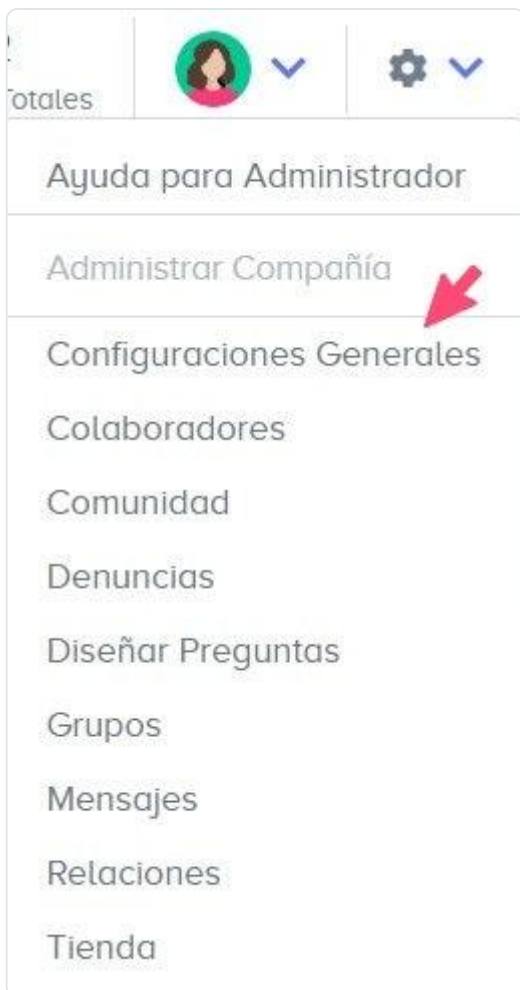 Totales
Ayuda para Administrador
Administrar Compañía
Configuraciones Generales
Colaboradores
Comunidad
Denuncias
Diseñar Preguntas
Grupos
Mensajes
Relaciones
Tienda